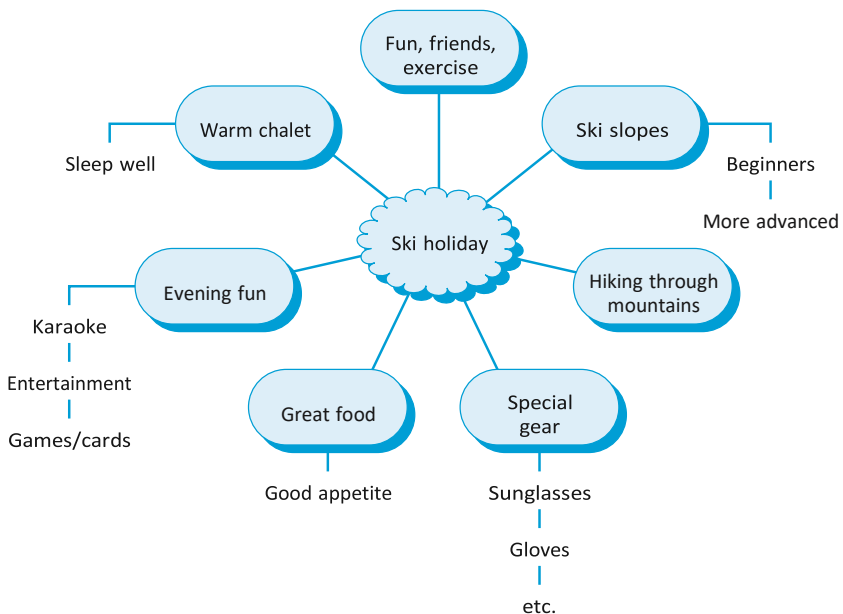 Fun, friends,
exercise
Warm chalet
Ski slopes
Sleep well
Beginners
More advanced
Ski holiday
Evening fun
Hiking through
mountains
Karaoke
Entertainment
Games/cards
Great food
Special
gear
Good appetite
Sunglasses
Gloves
etc.